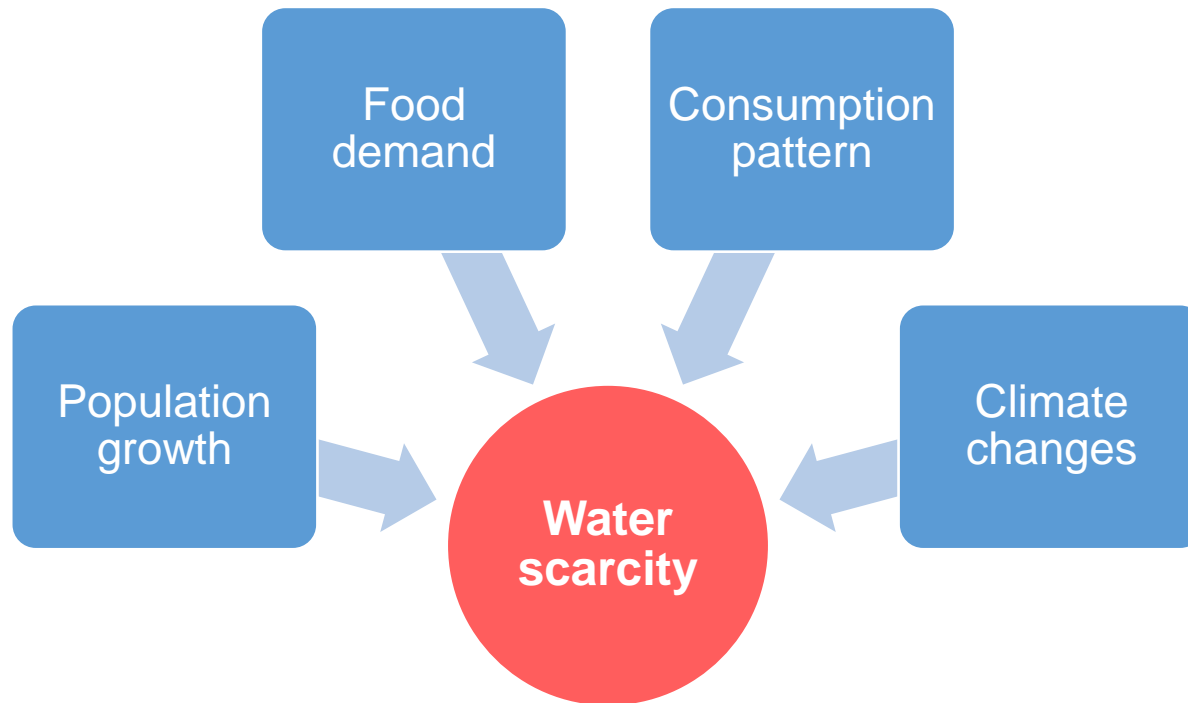 Food
demand
Consumption
pattern
Population
growth
Climate
changes
Water
scarcity